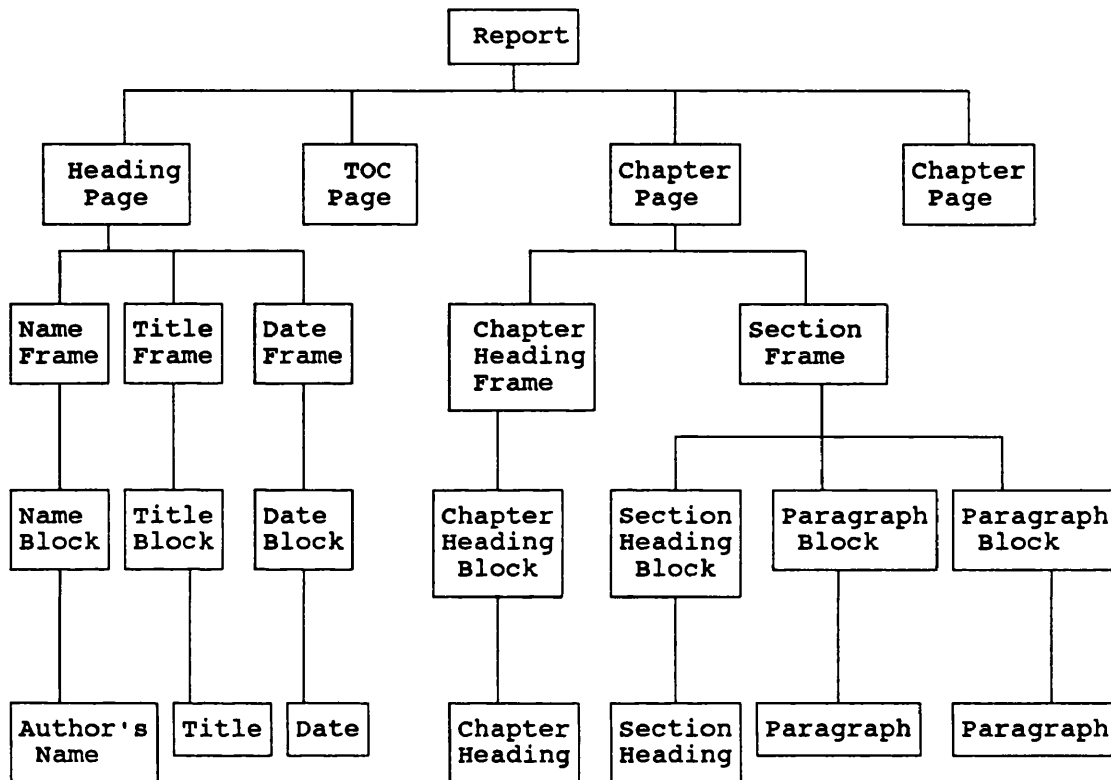 Report
Heading
Page
TOC
Page
Chapter
Page
Chapter
Page
Name
Frame
Title
Frame
Date
Frame
Chapter
Heading
Frame
Section
Frame
Name
Block
Title
Block
Date
Block
Chapter
Heading
Block
Section
Heading
Block
Paragraph
Block
Paragraph
Block
Author's
Name
Title
Date
Chapter
Heading
Section
Heading
Paragraph
Paragraph